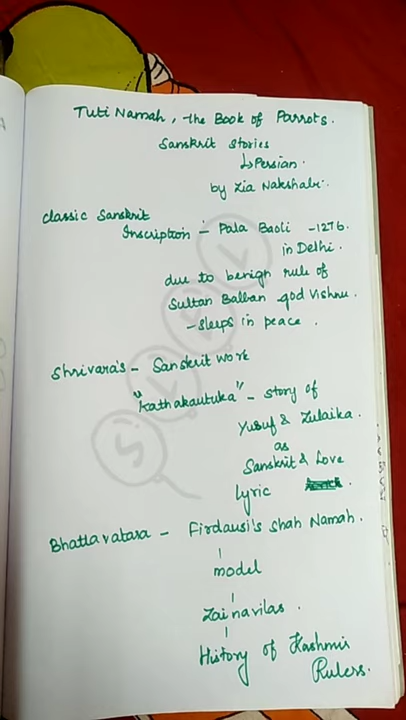 Tuti Namah, the Book of Parrots.
Sanskrit stories
↳ Persian.
by Zia Nakshabi.
classic Sanskrit
Inscription - Pala Baoli - 1276.
in Delhi.
due to benign rule of
Sultan Balban god Vishnu.
- sleeps in peace.
Shrivara's - Sanskrit work
"Kathakautuka" - story of
Yusuf & Zulaika.
as
Sanskrit & Love
lyric
Bhattavatara - Firdausi's Shah Namah.
model
Zainavilas.
History of Kashmir
Rulers.